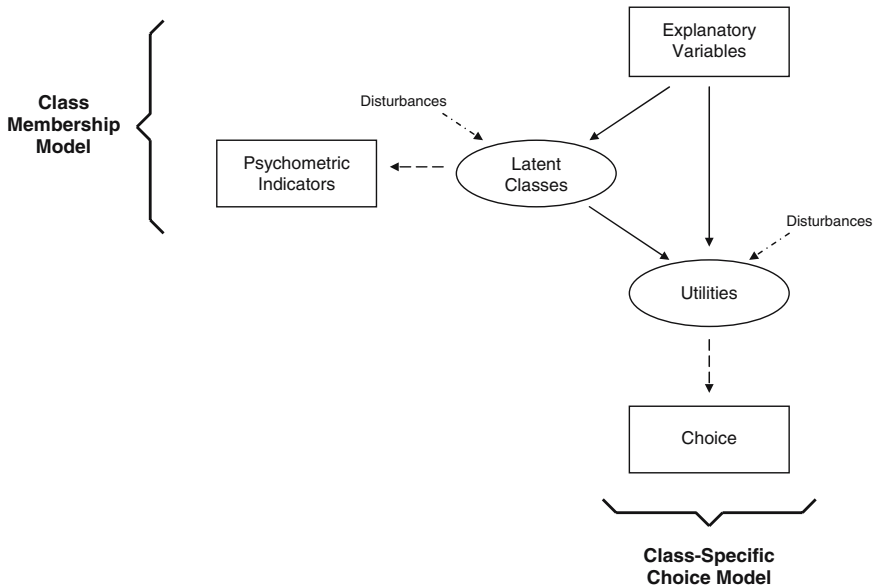 Explanatory
Variables
Class
Membership
Model
Disturbances
Psychometric
Indicators
Latent
Classes
Disturbances
Utilities
Choice
Class-Specific
Choice Model